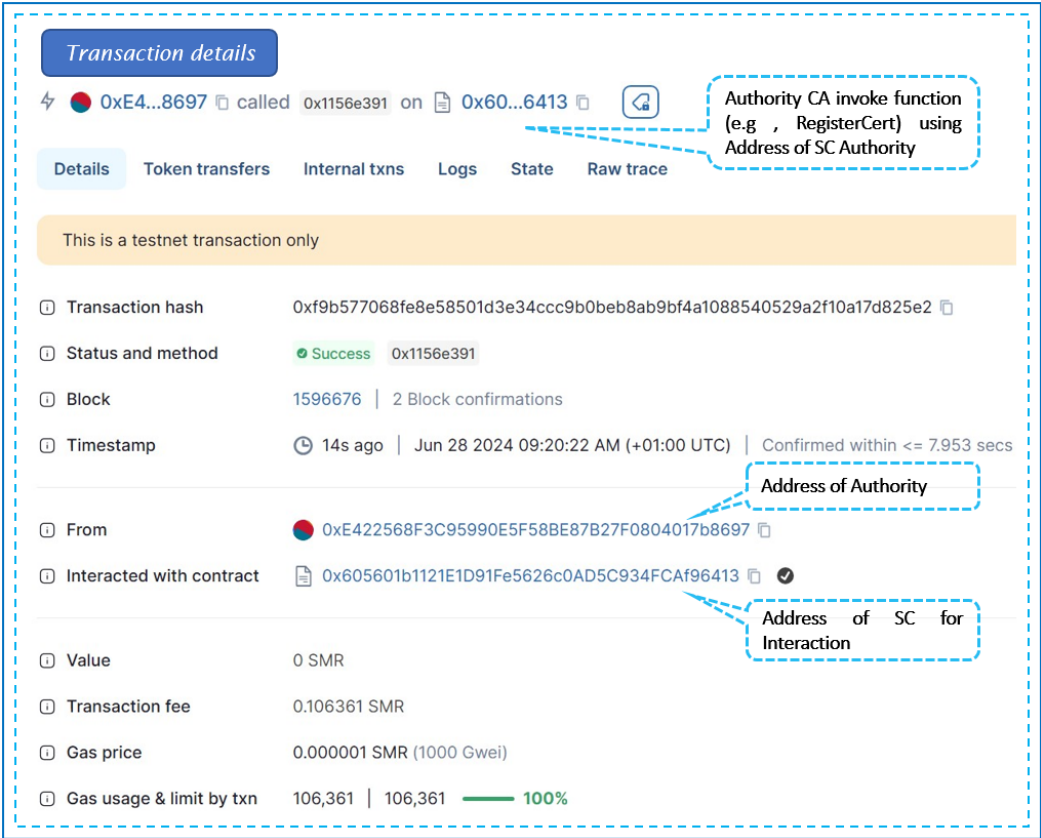 Transaction details
0xE4...8697 called 0x1156e391 on 0x60...6413
Authority CA invoke function
(e.g , RegisterCert) using
Address of SC Authority
Details Token transfers Internal txns Logs State Raw trace
This is a testnet transaction only
Transaction hash 0xf9b577068fe8e58501d3e34ccc9b0beb8ab9bf4a1088540529a2f10a17d825e2
Status and method Success 0x1156e391
Block 1596676 | 2 Block confirmations
Timestamp 14s ago | Jun 28 2024 09:20:22 AM (+01:00 UTC) | Confirmed within <= 7.953 secs
Address of Authority
From 0xE422568F3C95990E5F58BE87B27F0804017b8697
Interacted with contract 0x605601b1121E1D91Fe5626c0AD5C934FCAf96413
Address of SC for
Interaction
Value 0 SMR
Transaction fee 0.106361 SMR
Gas price 0.000001 SMR (1000 Gwei)
Gas usage & limit by txn 106,361 | 106,361 100%